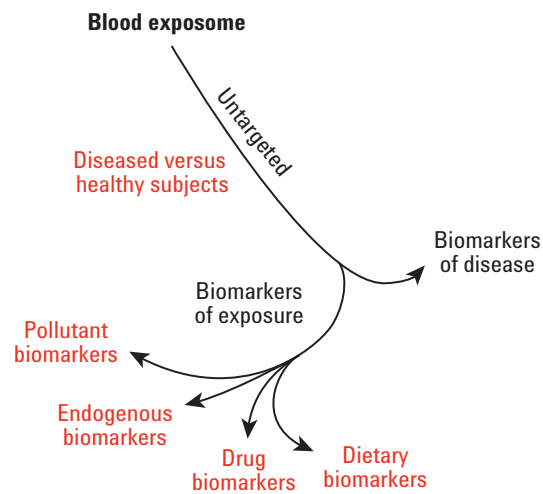 Blood exposome
Untargeted
Diseased versus
healthy subjects
Biomarkers
of disease
Biomarkers
of exposure
Pollutant
biomarkers
Endogenous
biomarkers
Drug
biomarkers
Dietary
biomarkers